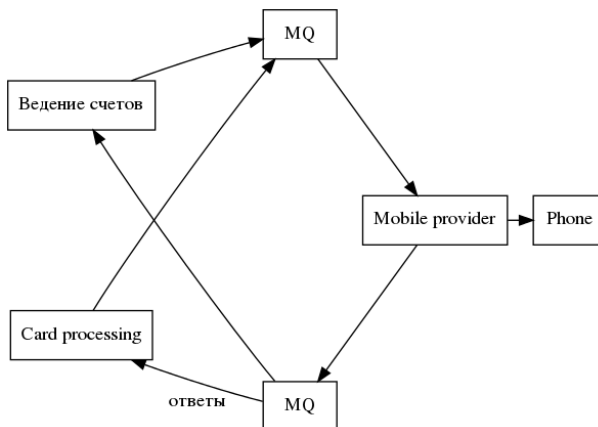 MQ
Ведение счетов
Mobile provider
Phone
Card processing
ответы
MQ